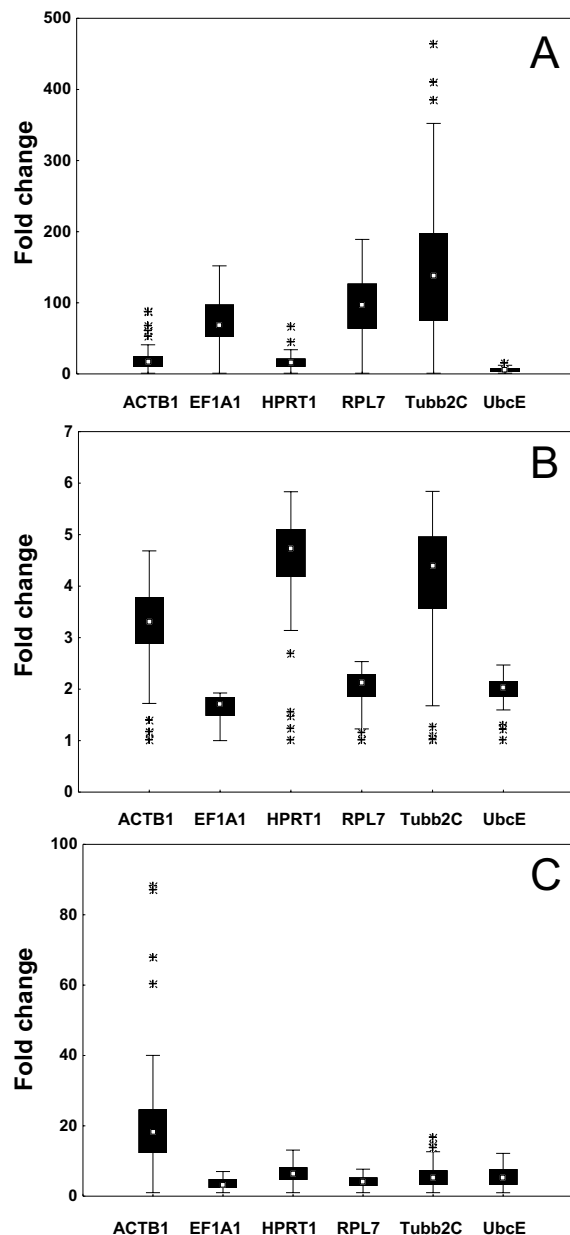 A
500
400
300
200
100
0
Fold change
ACTB1 EF1A1 HPRT1 RPL7 Tubb2C UbcE
B
7
6
5
4
3
2
1
0
Fold change
ACTB1 EF1A1 HPRT1 RPL7 Tubb2C UbcE
C
100
80
60
40
20
0
Fold change
ACTB1 EF1A1 HPRT1 RPL7 Tubb2C UbcE